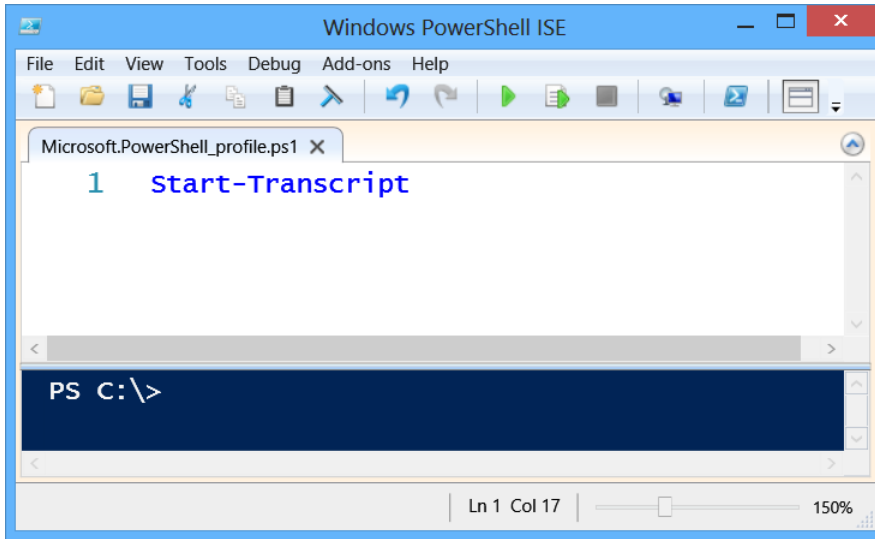 Windows PowerShell ISE
File Edit View Tools Debug Add-ons Help
Microsoft.PowerShell_profile.ps1
1 Start-Transcript
PS C:\>
Ln 1 Col 17 150%